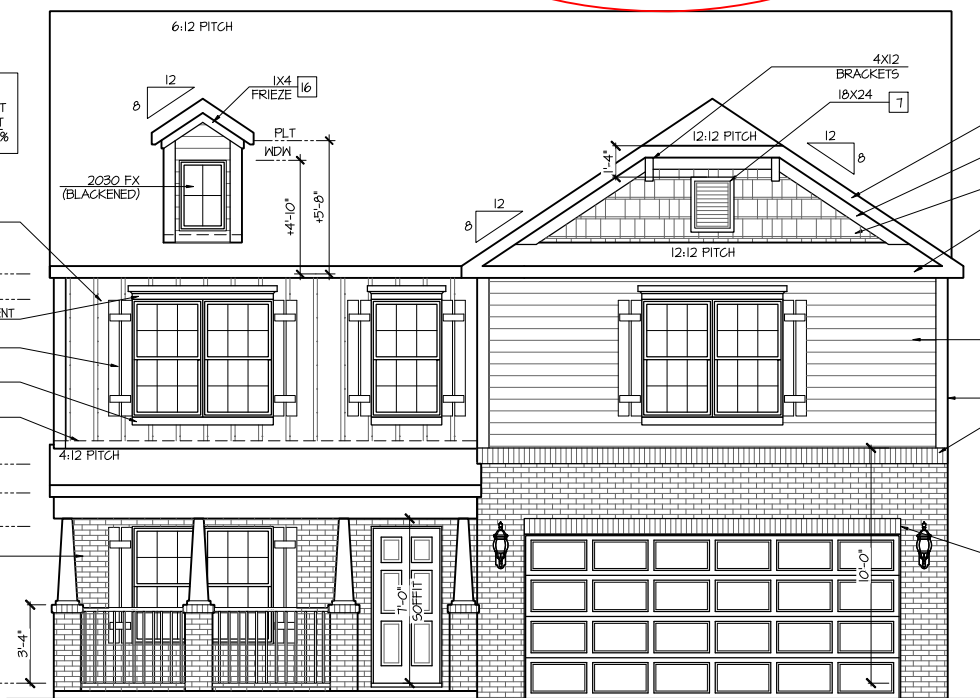 6:12 PITCH
4X12
BRACKETS
12
8
1X4
FRIEZE
16
18X24
7
T
T
%
PLT
WDW
12:12 PITCH
12
8
1'-4"
2030 FX
(BLACKENED)
+4'-10"
+5'-8"
12
8
12:12 PITCH
ENT
4:12 PITCH
10'-0"
7'-0"
SOFFIT
3'-4"